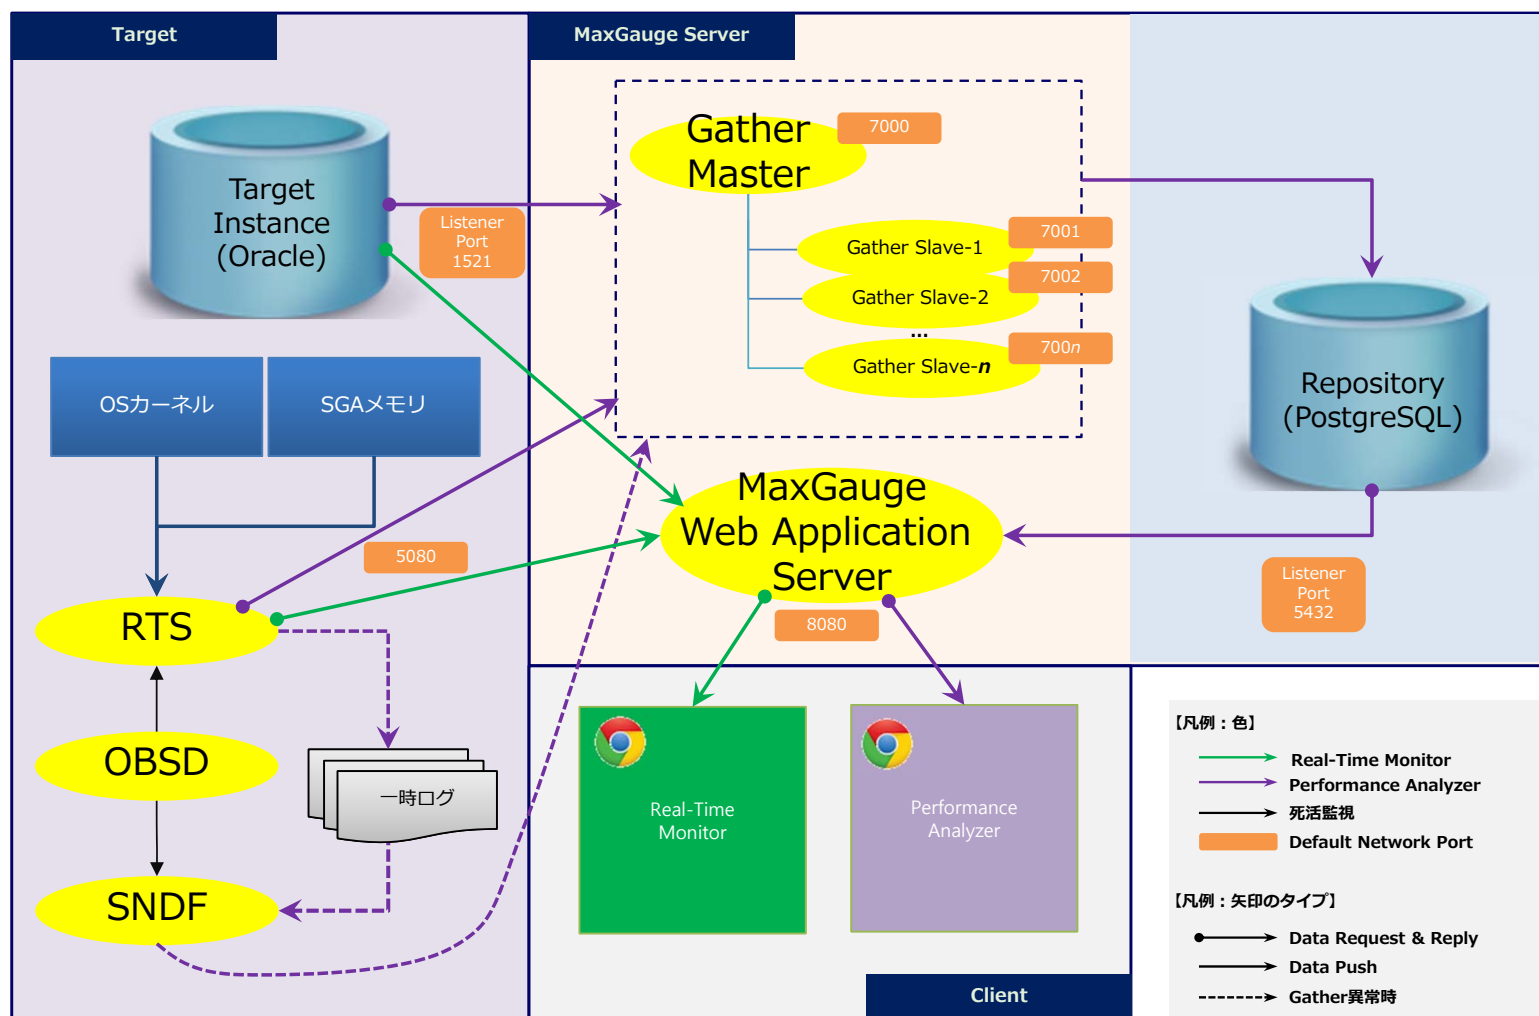 Target
MaxGauge Server
Target
Instance
(Oracle)
Listener
Port
1521
Gather
Master
7000
Gather Slave-1
7001
Gather Slave-2
7002
...
Gather Slave-n
700n
Repository
(PostgreSQL)
OSカーネル
SGAメモリ
MaxGauge
Web Application
Server
5080
8080
Listener
Port
5432
RTS
OBSD
SNDF
一時ログ
Real-Time
Monitor
Performance
Analyzer
Client
【凡例：色】
Real-Time Monitor
Performance Analyzer
死活監視
Default Network Port
【凡例：矢印のタイプ】
Data Request & Reply
Data Push
Gather異常時